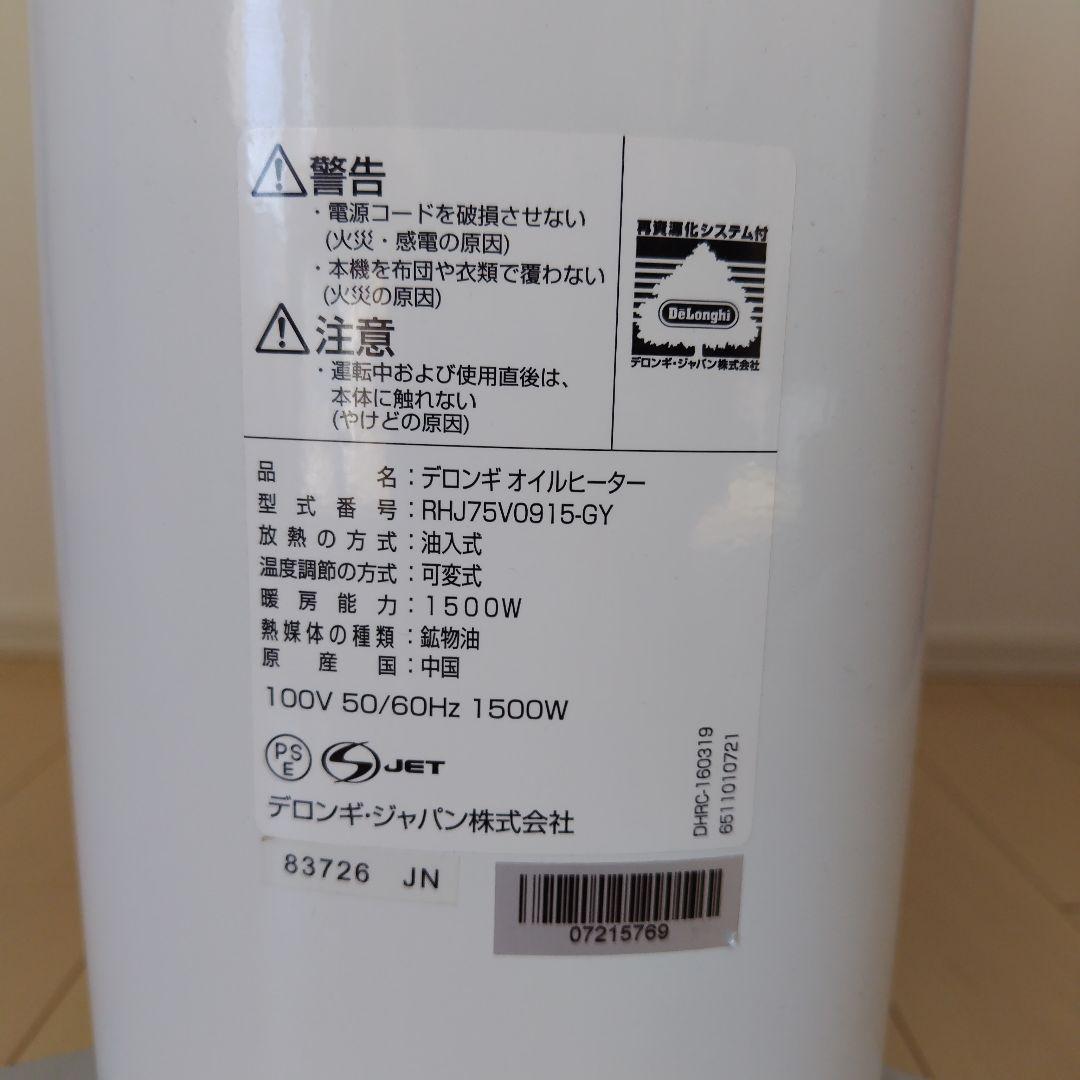 警告
・電源コードを破損させない
(火災・感電の原因)
・本機を布団や衣類で覆わない
(火災の原因)
注意
・運転中および使用直後は、
本体に触れない
(やけどの原因)
再資源化システム付
DeLonghi
デロンギ・ジャパン株式会社
品名：デロンギ オイルヒーター
型式番号：RHJ75V0915-GY
放熱の方式：油入式
温度調節の方式：可変式
暖房能力：1500W
熱媒体の種類：鉱物油
原産国：中国
100V 50/60Hz 1500W
PS
E
JET
デロンギ・ジャパン株式会社
DHRC-160319
6511010721
83726 JN
07215769